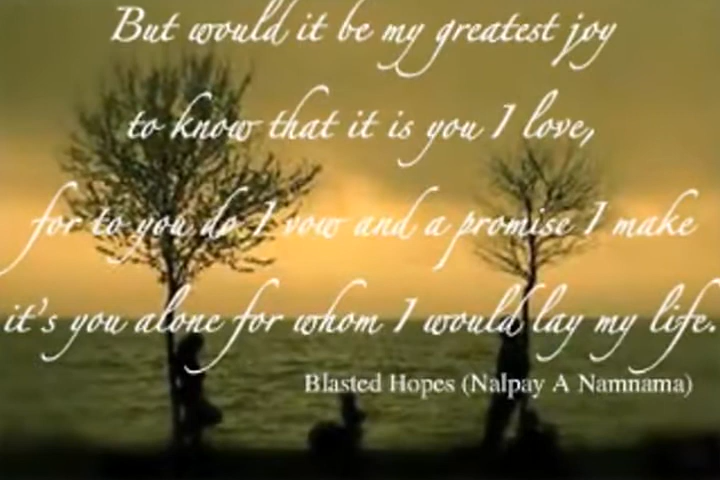 But would it be my greatest joy
to know that it is you I love,
for to you do I vow and a promise I make
it's you alone for whom I would lay my life.
Blasted Hopes (Nalpay A Namnama)